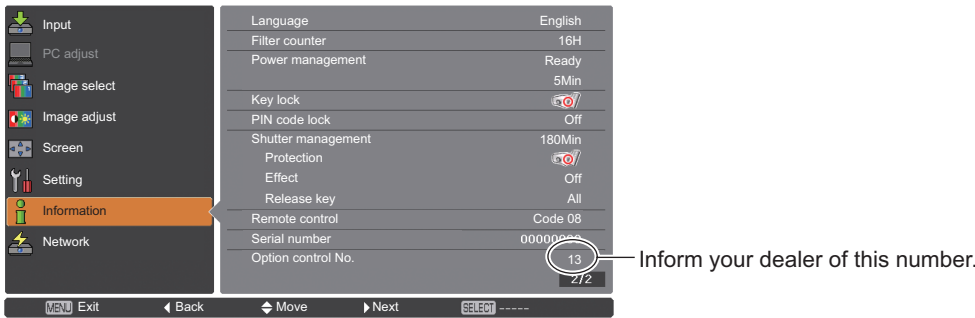 Input
PC adjust
Image select
Image adjust
Screen
Setting
Information
Network
Language English
Filter counter 16H
Power management Ready
5Min
Key lock
PIN code lock Off
Shutter management 180Min
Protection
Effect Off
Release key All
Remote control Code 08
Serial number 00000000
Option control No. 13
2/2
Inform your dealer of this number.
MENU Exit Back Move Next SELECT -----